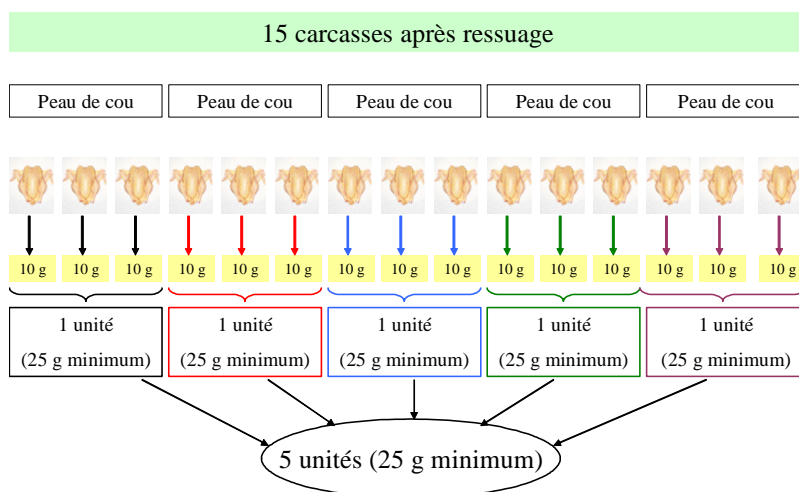 15 carcasses après ressuage
Peau de cou Peau de cou Peau de cou Peau de cou Peau de cou
10 g 10 g 10 g 10 g 10 g 10 g 10 g 10 g 10 g 10 g 10 g 10 g 10 g 10 g 10 g
1 unité 1 unité 1 unité 1 unité 1 unité
(25 g minimum) (25 g minimum) (25 g minimum) (25 g minimum) (25 g minimum)
5 unités (25 g minimum)